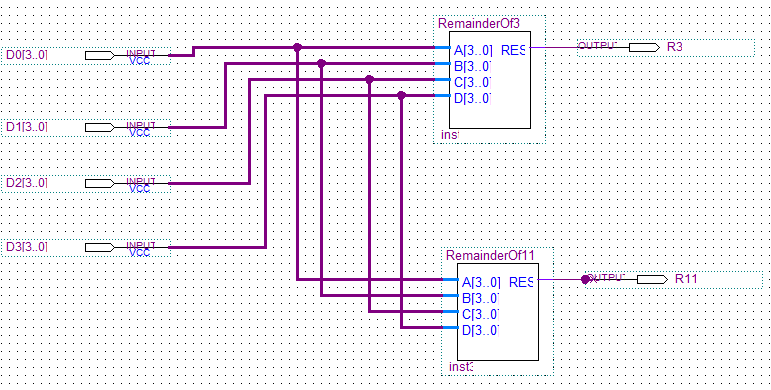 RemainderOf3
D0[3..0] INPUT VCC A[3..0] RES OUTPUT R3
B[3..0]
C[3..0]
D[3..0]
D1[3..0] INPUT VCC
inst
D2[3..0] INPUT VCC
D3[3..0] INPUT VCC
RemainderOf11
A[3..0] RES OUTPUT R11
B[3..0]
C[3..0]
D[3..0]
inst3